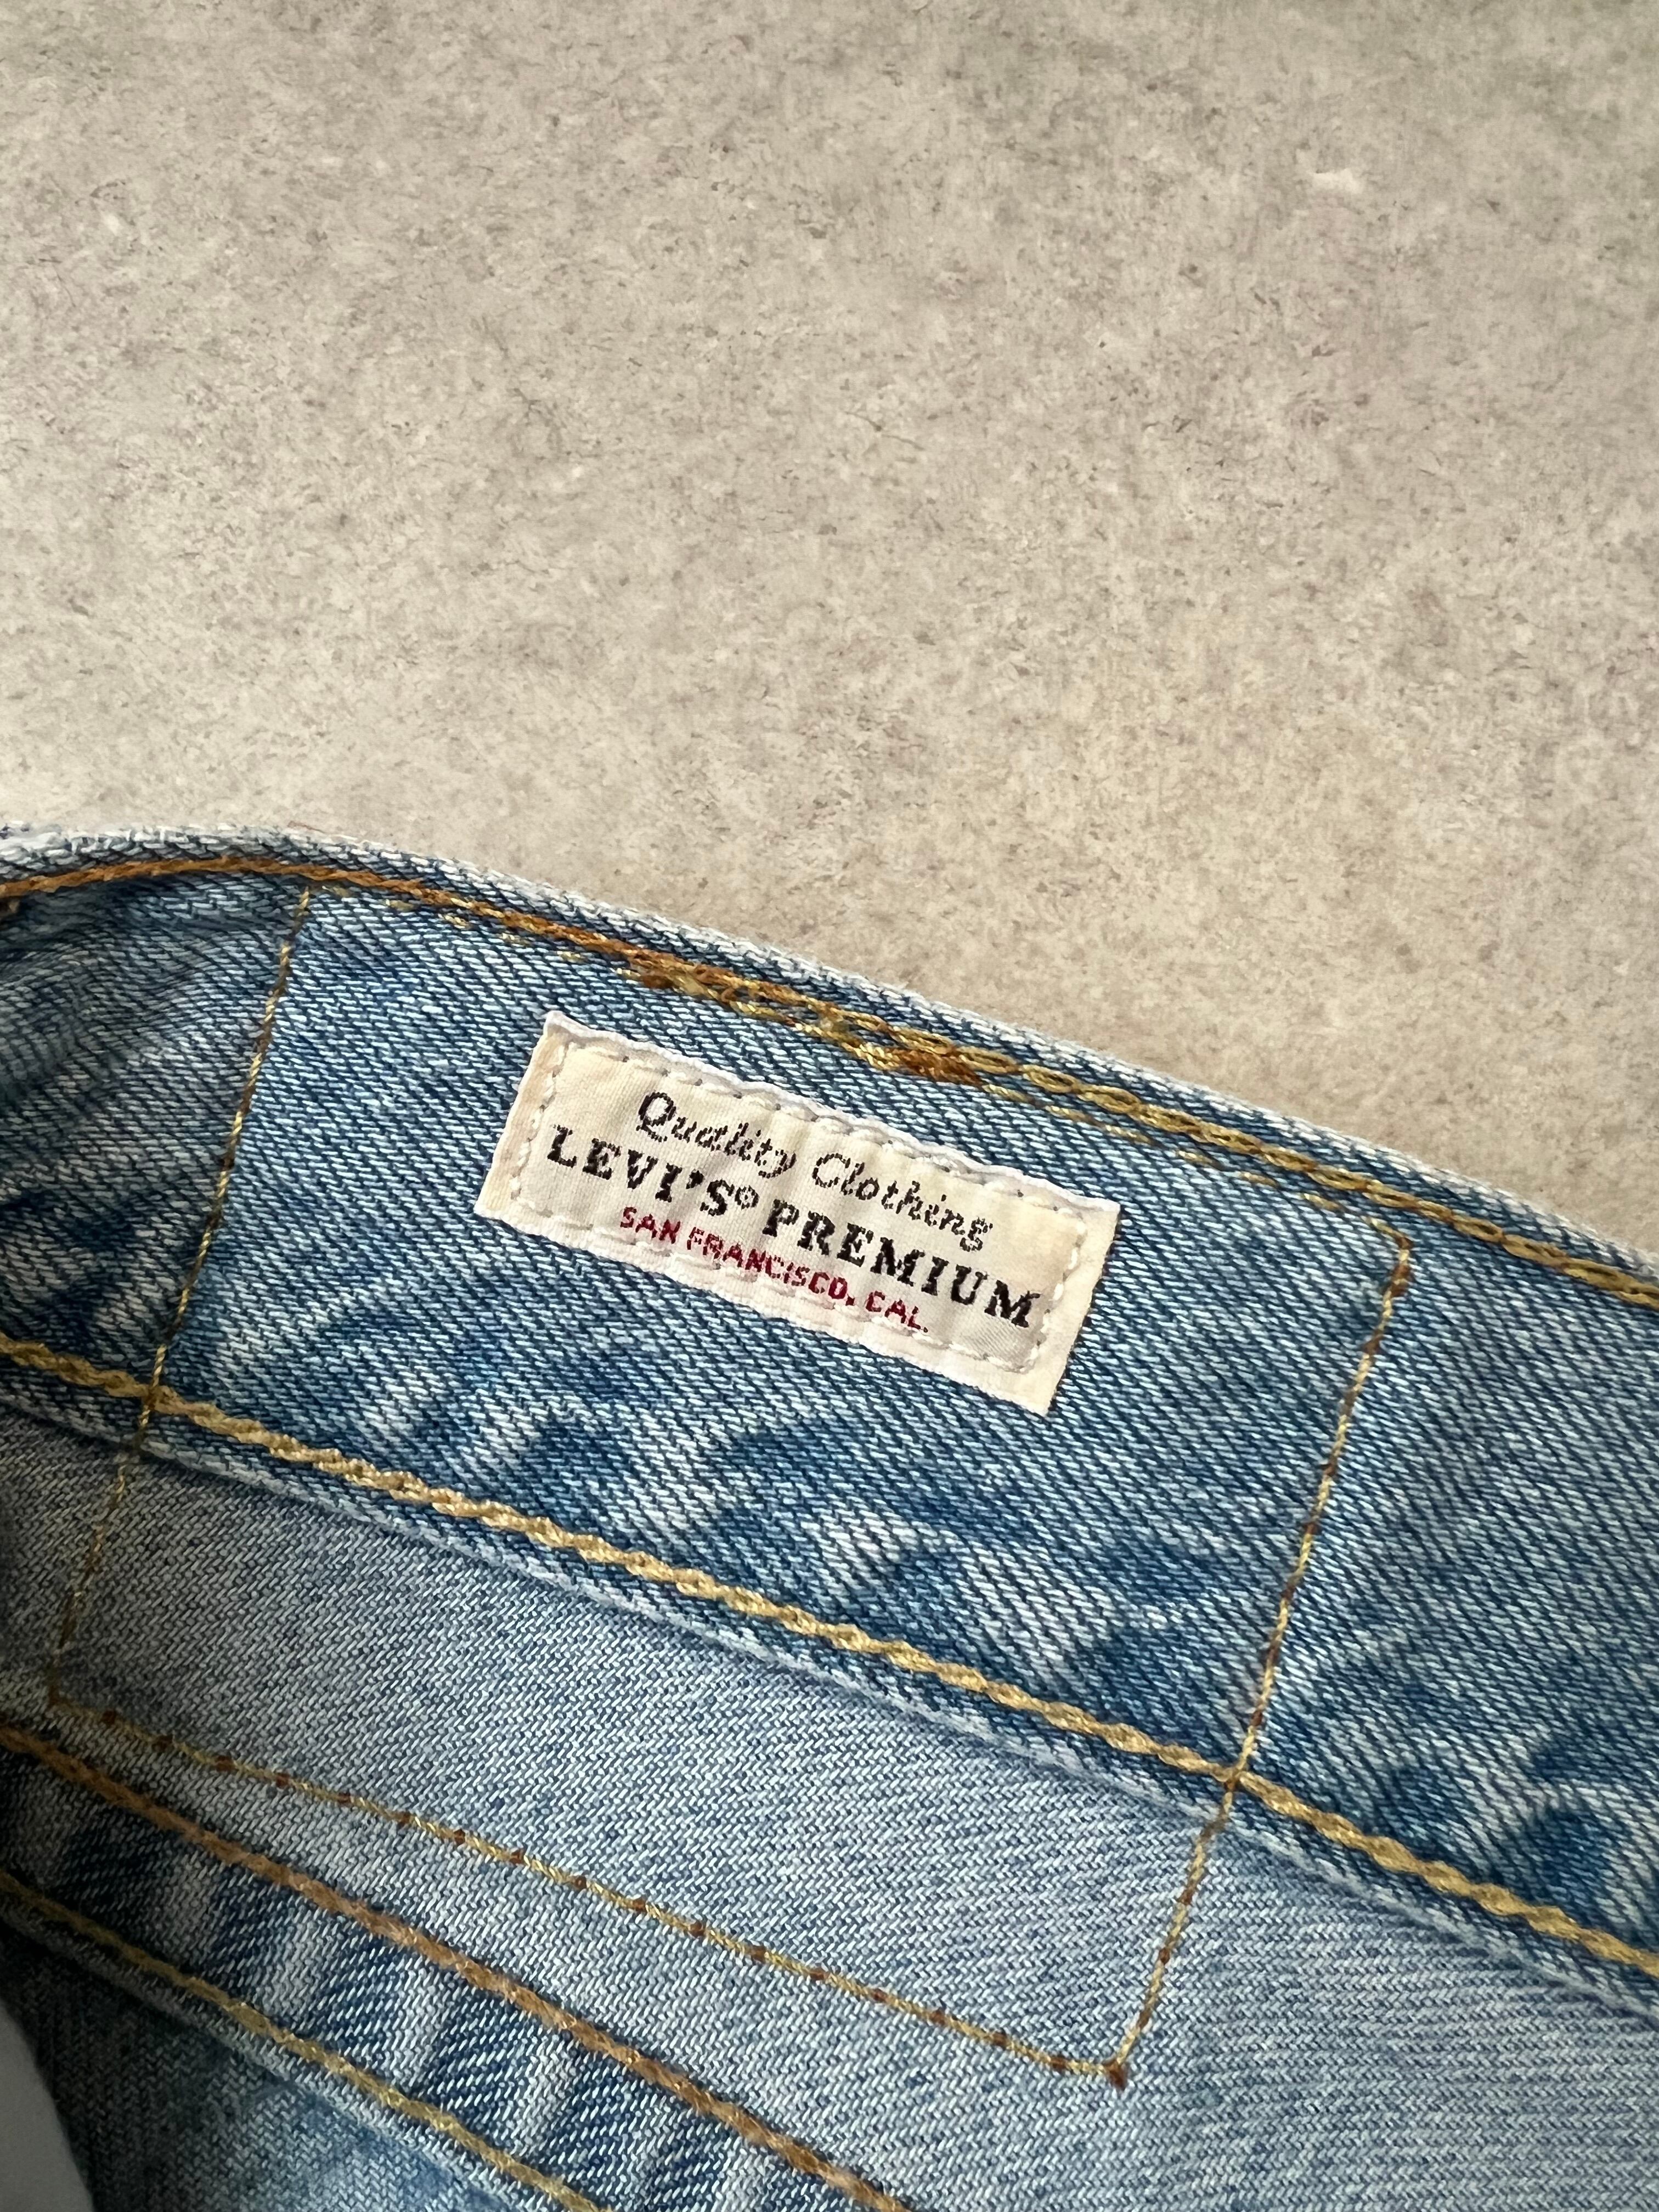 Quality Clothing
LEVI'S® PREMIUM
SAN FRANCISCO, CAL.